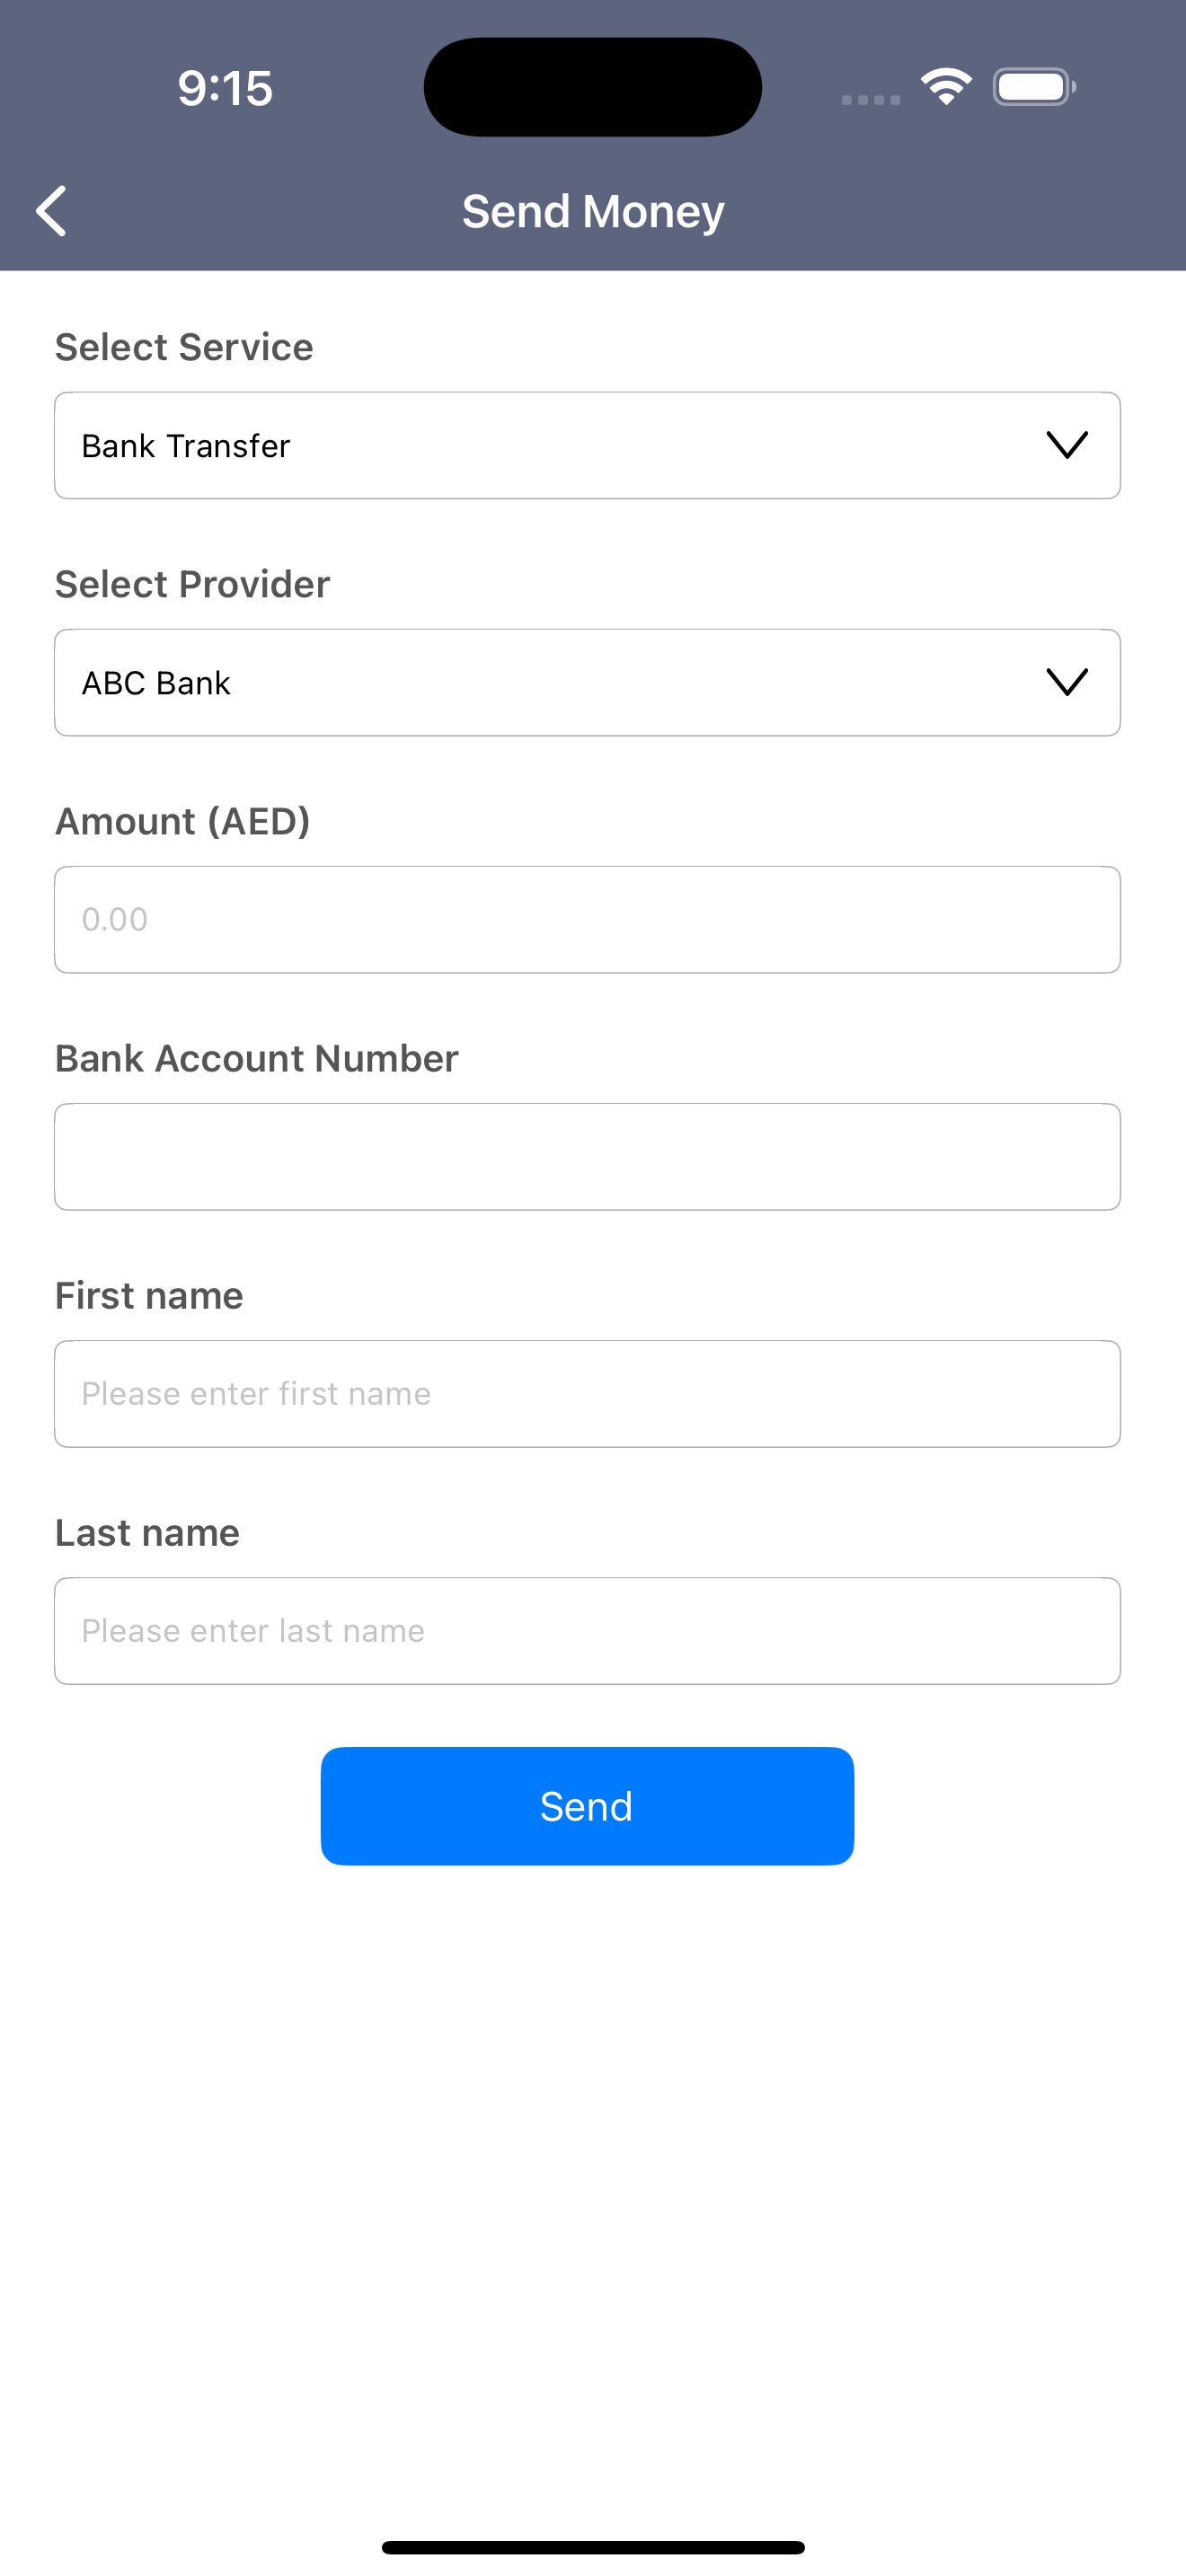 9:15
Send Money
Select Service
Bank Transfer
Select Provider
ABC Bank
Amount (AED)
0.00
Bank Account Number
First name
Please enter first name
Last name
Please enter last name
Send